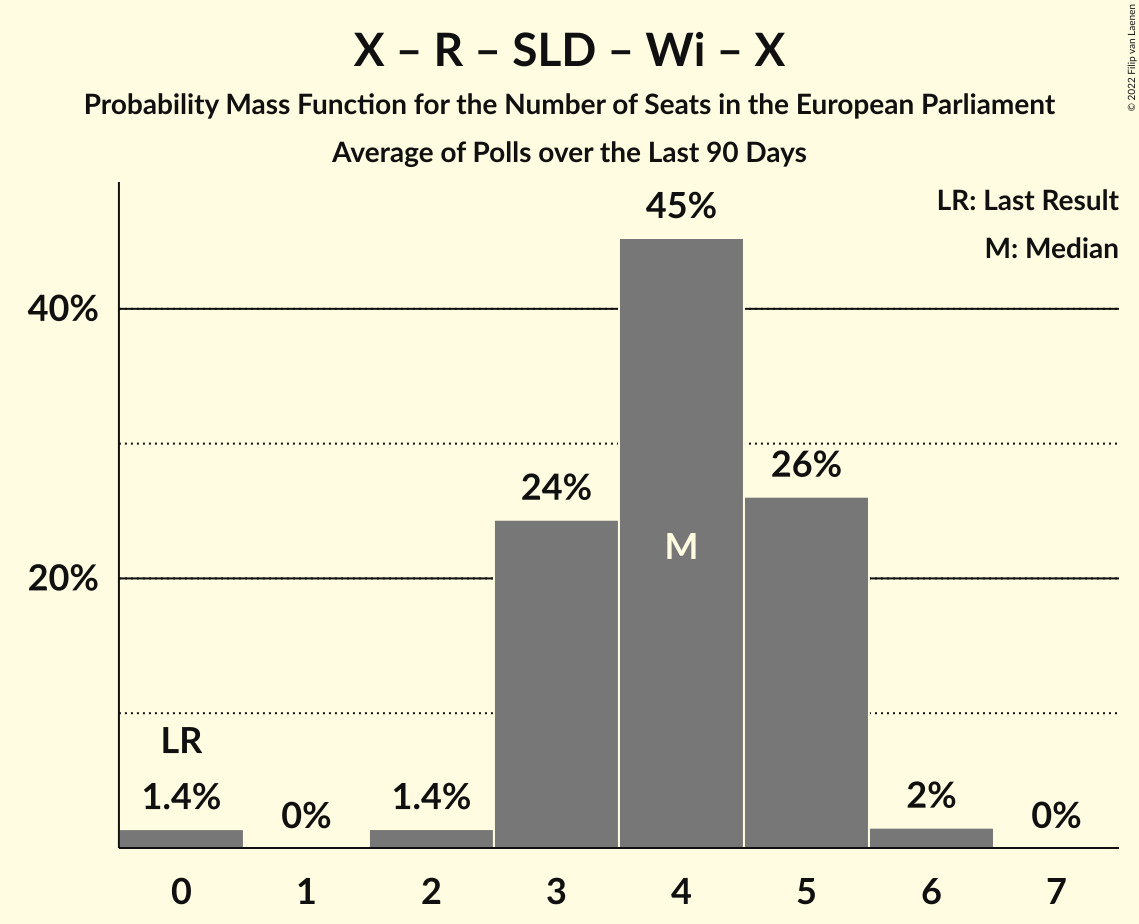 X – R – SLD – Wi – X
Probability Mass Function for the Number of Seats in the European Parliament
Average of Polls over the Last 90 Days
© 2022 Filip van Laenen
LR: Last Result
M: Median
45%
40%
26%
24%
M
20%
LR
1.4%
0%
1.4%
2%
0%
0 1 2 3 4 5 6 7